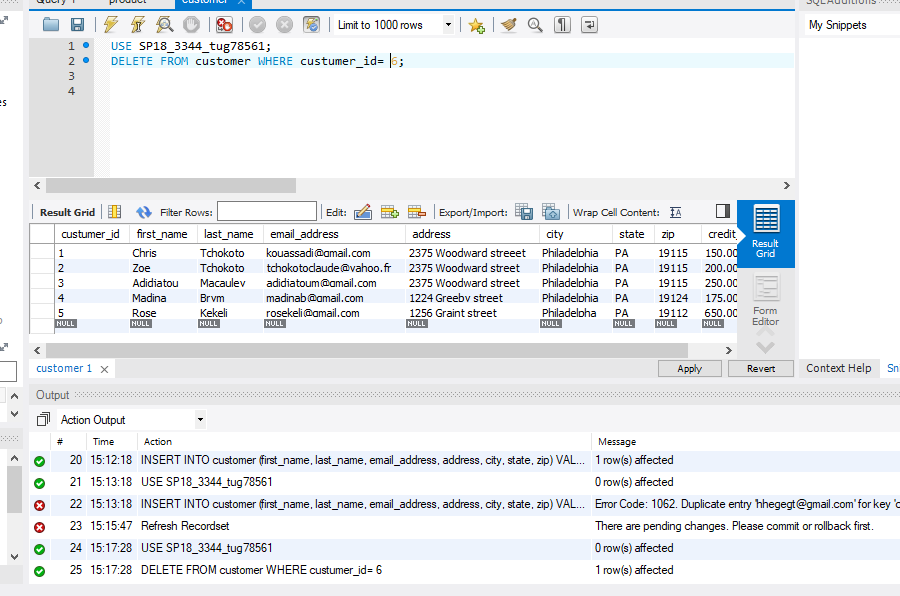 Query 1 product customer × SQLAdditions
Limit to 1000 rows My Snippets
1 USE SP18_3344_tug78561;
2 DELETE FROM customer WHERE custumer_id= 6;
3
4
es
Result Grid Filter Rows: Edit: Export/Import: Wrap Cell Content: IA
custumer_id first_name last_name email_address address city state zip credit_
1 Chris Tchokoto kouassadi@gmail.com 2375 Woodward streeet Philadelphia PA 19115 150.00
2 Zoe Tchokoto tchokotoclaude@yahoo.fr 2375 Woodward street Philadelphia PA 19115 200.00
3 Adidiatou Macauley adidiatoum@gmail.com 2375 Woodward street Philadelphia PA 19115 250.00
4 Madina Brym madinab@gmail.com 1224 Greeby street Philadelphia PA 19124 175.00
5 Rose Kekeli rosekeli@gmail.com 1256 Graint street Philadelpha PA 19112 650.00
NULL NULL NULL NULL NULL NULL NULL NULL NULL
Result
Grid
Form
Editor
customer 1 × Apply Revert Context Help Sn
Output
Action Output
# Time Action Message
20 15:12:18 INSERT INTO customer (first_name, last_name, email_address, address, city, state, zip) VAL... 1 row(s) affected
21 15:13:18 USE SP18_3344_tug78561 0 row(s) affected
22 15:13:18 INSERT INTO customer (first_name, last_name, email_address, address, city, state, zip) VAL... Error Code: 1062. Duplicate entry 'hhegegt@gmail.com' for key 'c
23 15:15:47 Refresh Recordset There are pending changes. Please commit or rollback first.
24 15:17:28 USE SP18_3344_tug78561 0 row(s) affected
25 15:17:28 DELETE FROM customer WHERE custumer_id= 6 1 row(s) affected